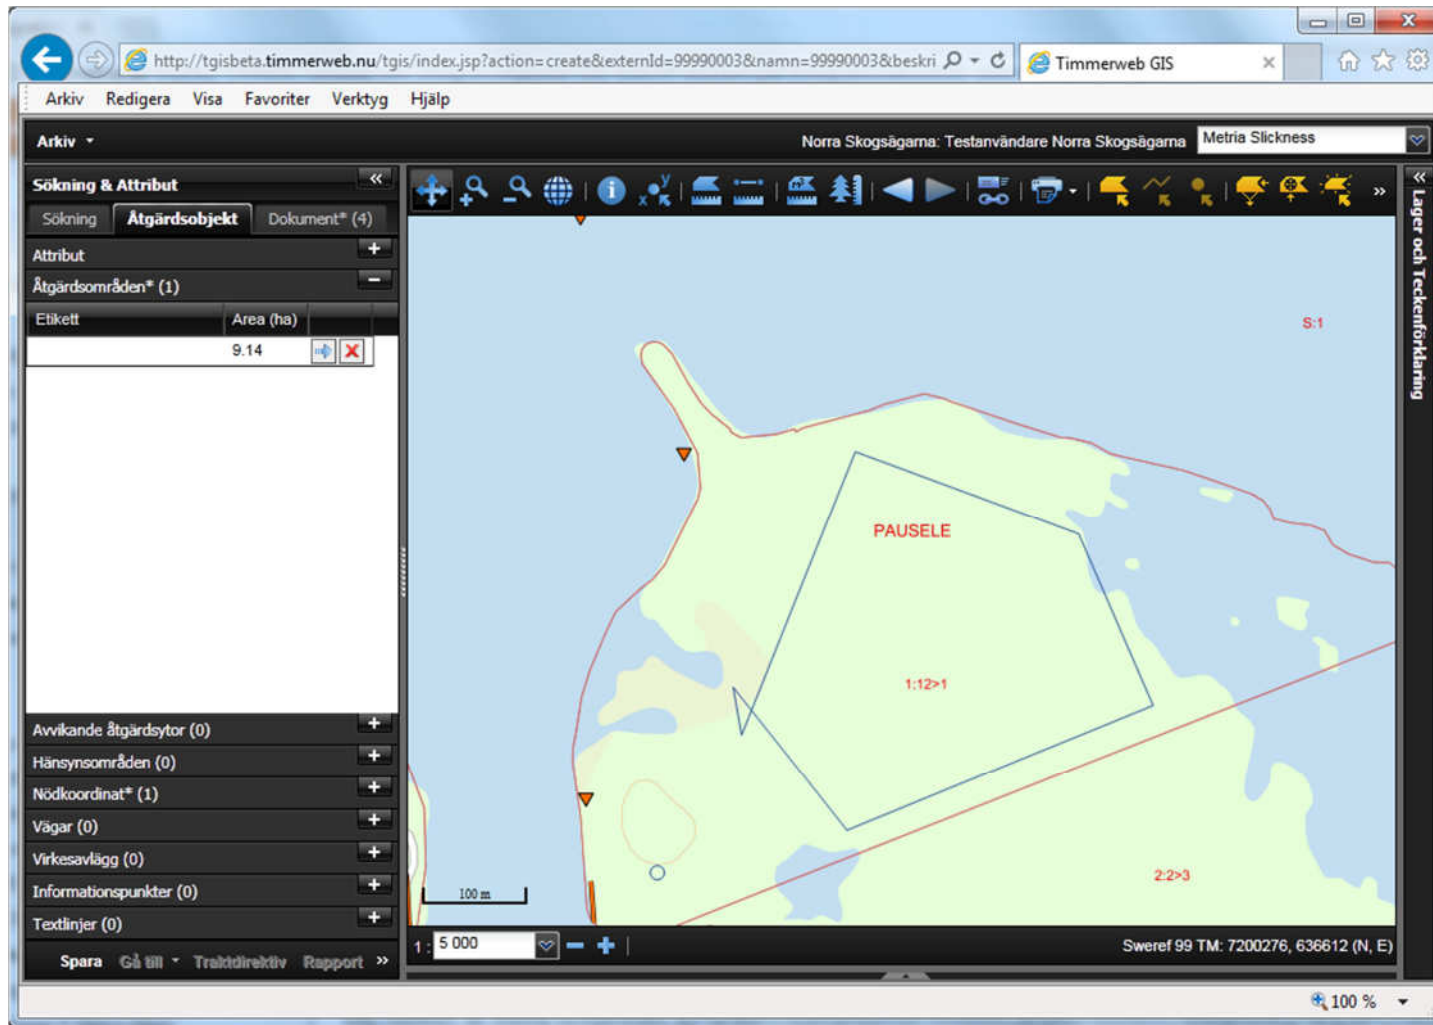 http://tgisbeta.timmerweb.nu/tgis/index.jsp?action=create&externId=99990003&namn=99990003&beskri
Timmerweb GIS
Arkiv Redigera Visa Favoriter Verktyg Hjälp
Arkiv
Norra Skogsägarna: Testanvändare Norra Skogsägarna
Metria Slickness
Sökning & Attribut
Sökning Åtgärdsobjekt Dokument* (4)
Attribut
Åtgärdsområden* (1)
Etikett Area (ha)
9.14
Avvikande åtgärdsytor (0)
Hänsynsområden (0)
Nödkoordinat* (1)
Vägar (0)
Virkesavlägg (0)
Informationspunkter (0)
Textlinjer (0)
Spara Gå till Traktdirektiv Rapport »
x y
»
S:1
PAUSELE
1:12>1
2:2>3
100 m
1 : 5 000
Sweref 99 TM: 7200276, 636612 (N, E)
Lager och Teckenförklaring
100 %